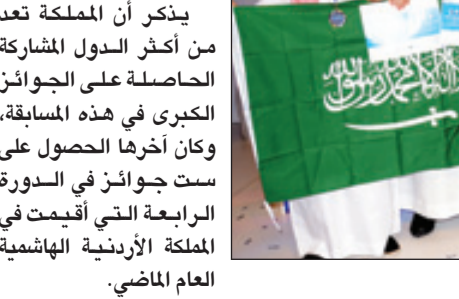 يذكر أن المملكة تعد
من أكثر الدول المشاركة
الحاصلة على الجوائز
الكبرى في هذه المسابقة،
وكان آخرها الحصول على
ست جوائز في الدورة
الرابعة التي أقيمت في
المملكة الأردنية الهاشمية
العام الماضي.